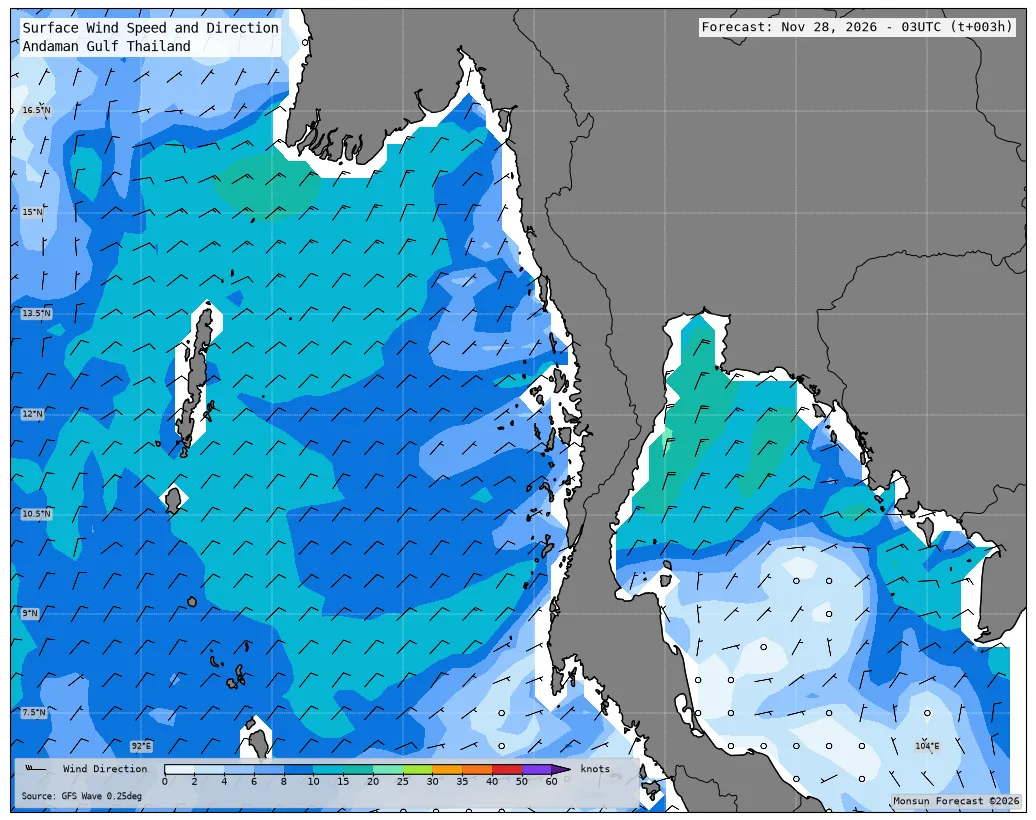 Surface Wind Speed and Direction
Andaman Gulf Thailand
Forecast: Nov 28, 2026 - 03UTC (t+003h)
16.5°N
15°N
13.5°N
12°N
10.5°N
9°N
7.5°N
92°E
104°E
Wind Direction
knots
0 2 4 6 8 10 15 20 25 30 35 40 50 60
Source: GFS Wave 0.25deg
Monsun Forecast ©2026